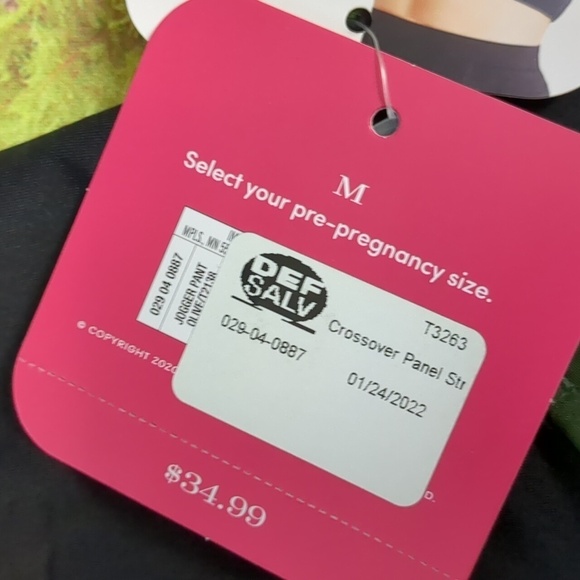 M
Select your pre-pregnancy size.
MPLS, MN
029 04 0887
JOGGER PANT
DEF
SALV
T3263
Crossover Panel Str
029-04-0887
01/24/2022
© COPYRIGHT 2020
D.
$34.99